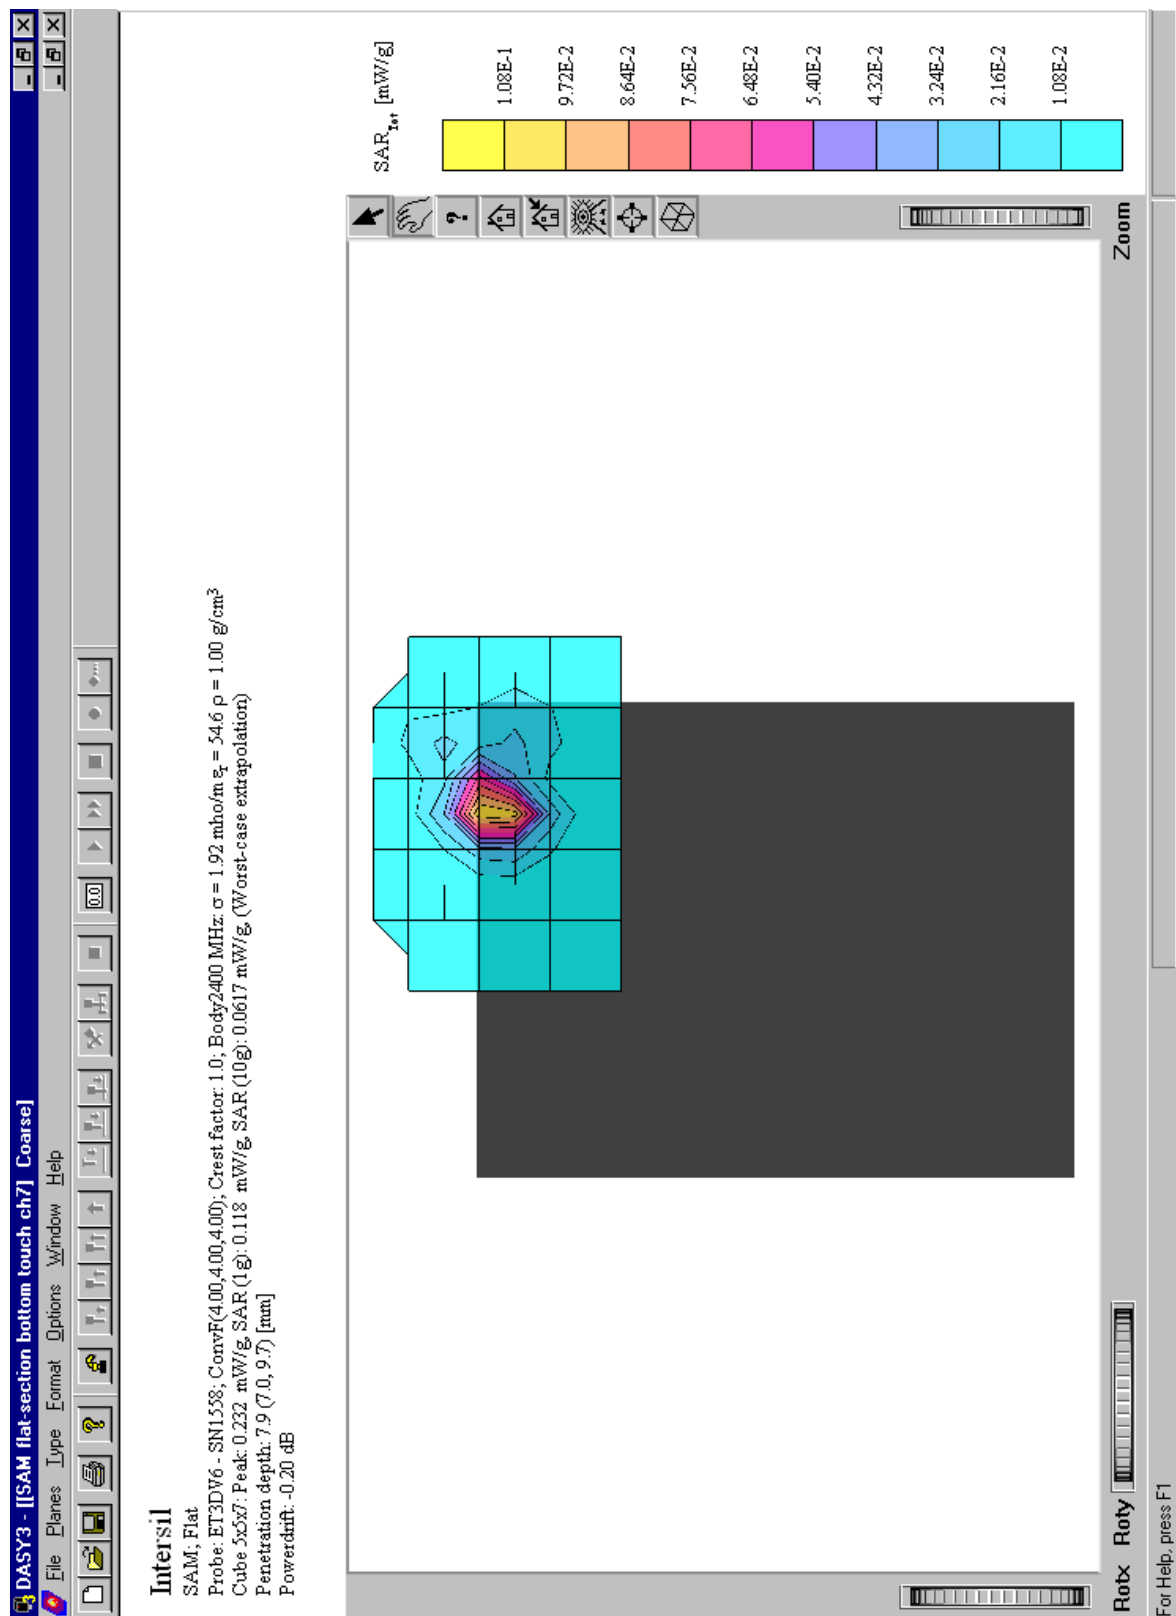 DASY3 - [[SAM flat-section bottom touch ch7] Coarse]
File Planes Type Format Options Window Help
0.0
Intersil
SAM; Flat
Probe: ET3DV6 - SN1558; ConvF(4.00,4.00,4.00); Crest factor: 1.0; Body2400 MHz: σ = 1.92 mho/m εr = 54.6 ρ = 1.00 g/cm³
Cube 5x5x7: Peak: 0.232 mW/g, SAR (1g): 0.118 mW/g, SAR (10g): 0.0617 mW/g, (Worst-case extrapolation)
Penetration depth: 7.9 (7.0, 9.7) [mm]
Powerdrift: -0.20 dB
SAR_Tot [mW/g]
1.08E-1
9.72E-2
8.64E-2
7.56E-2
6.48E-2
5.40E-2
4.32E-2
3.24E-2
2.16E-2
1.08E-2
Rotx Roty Zoom
For Help, press F1